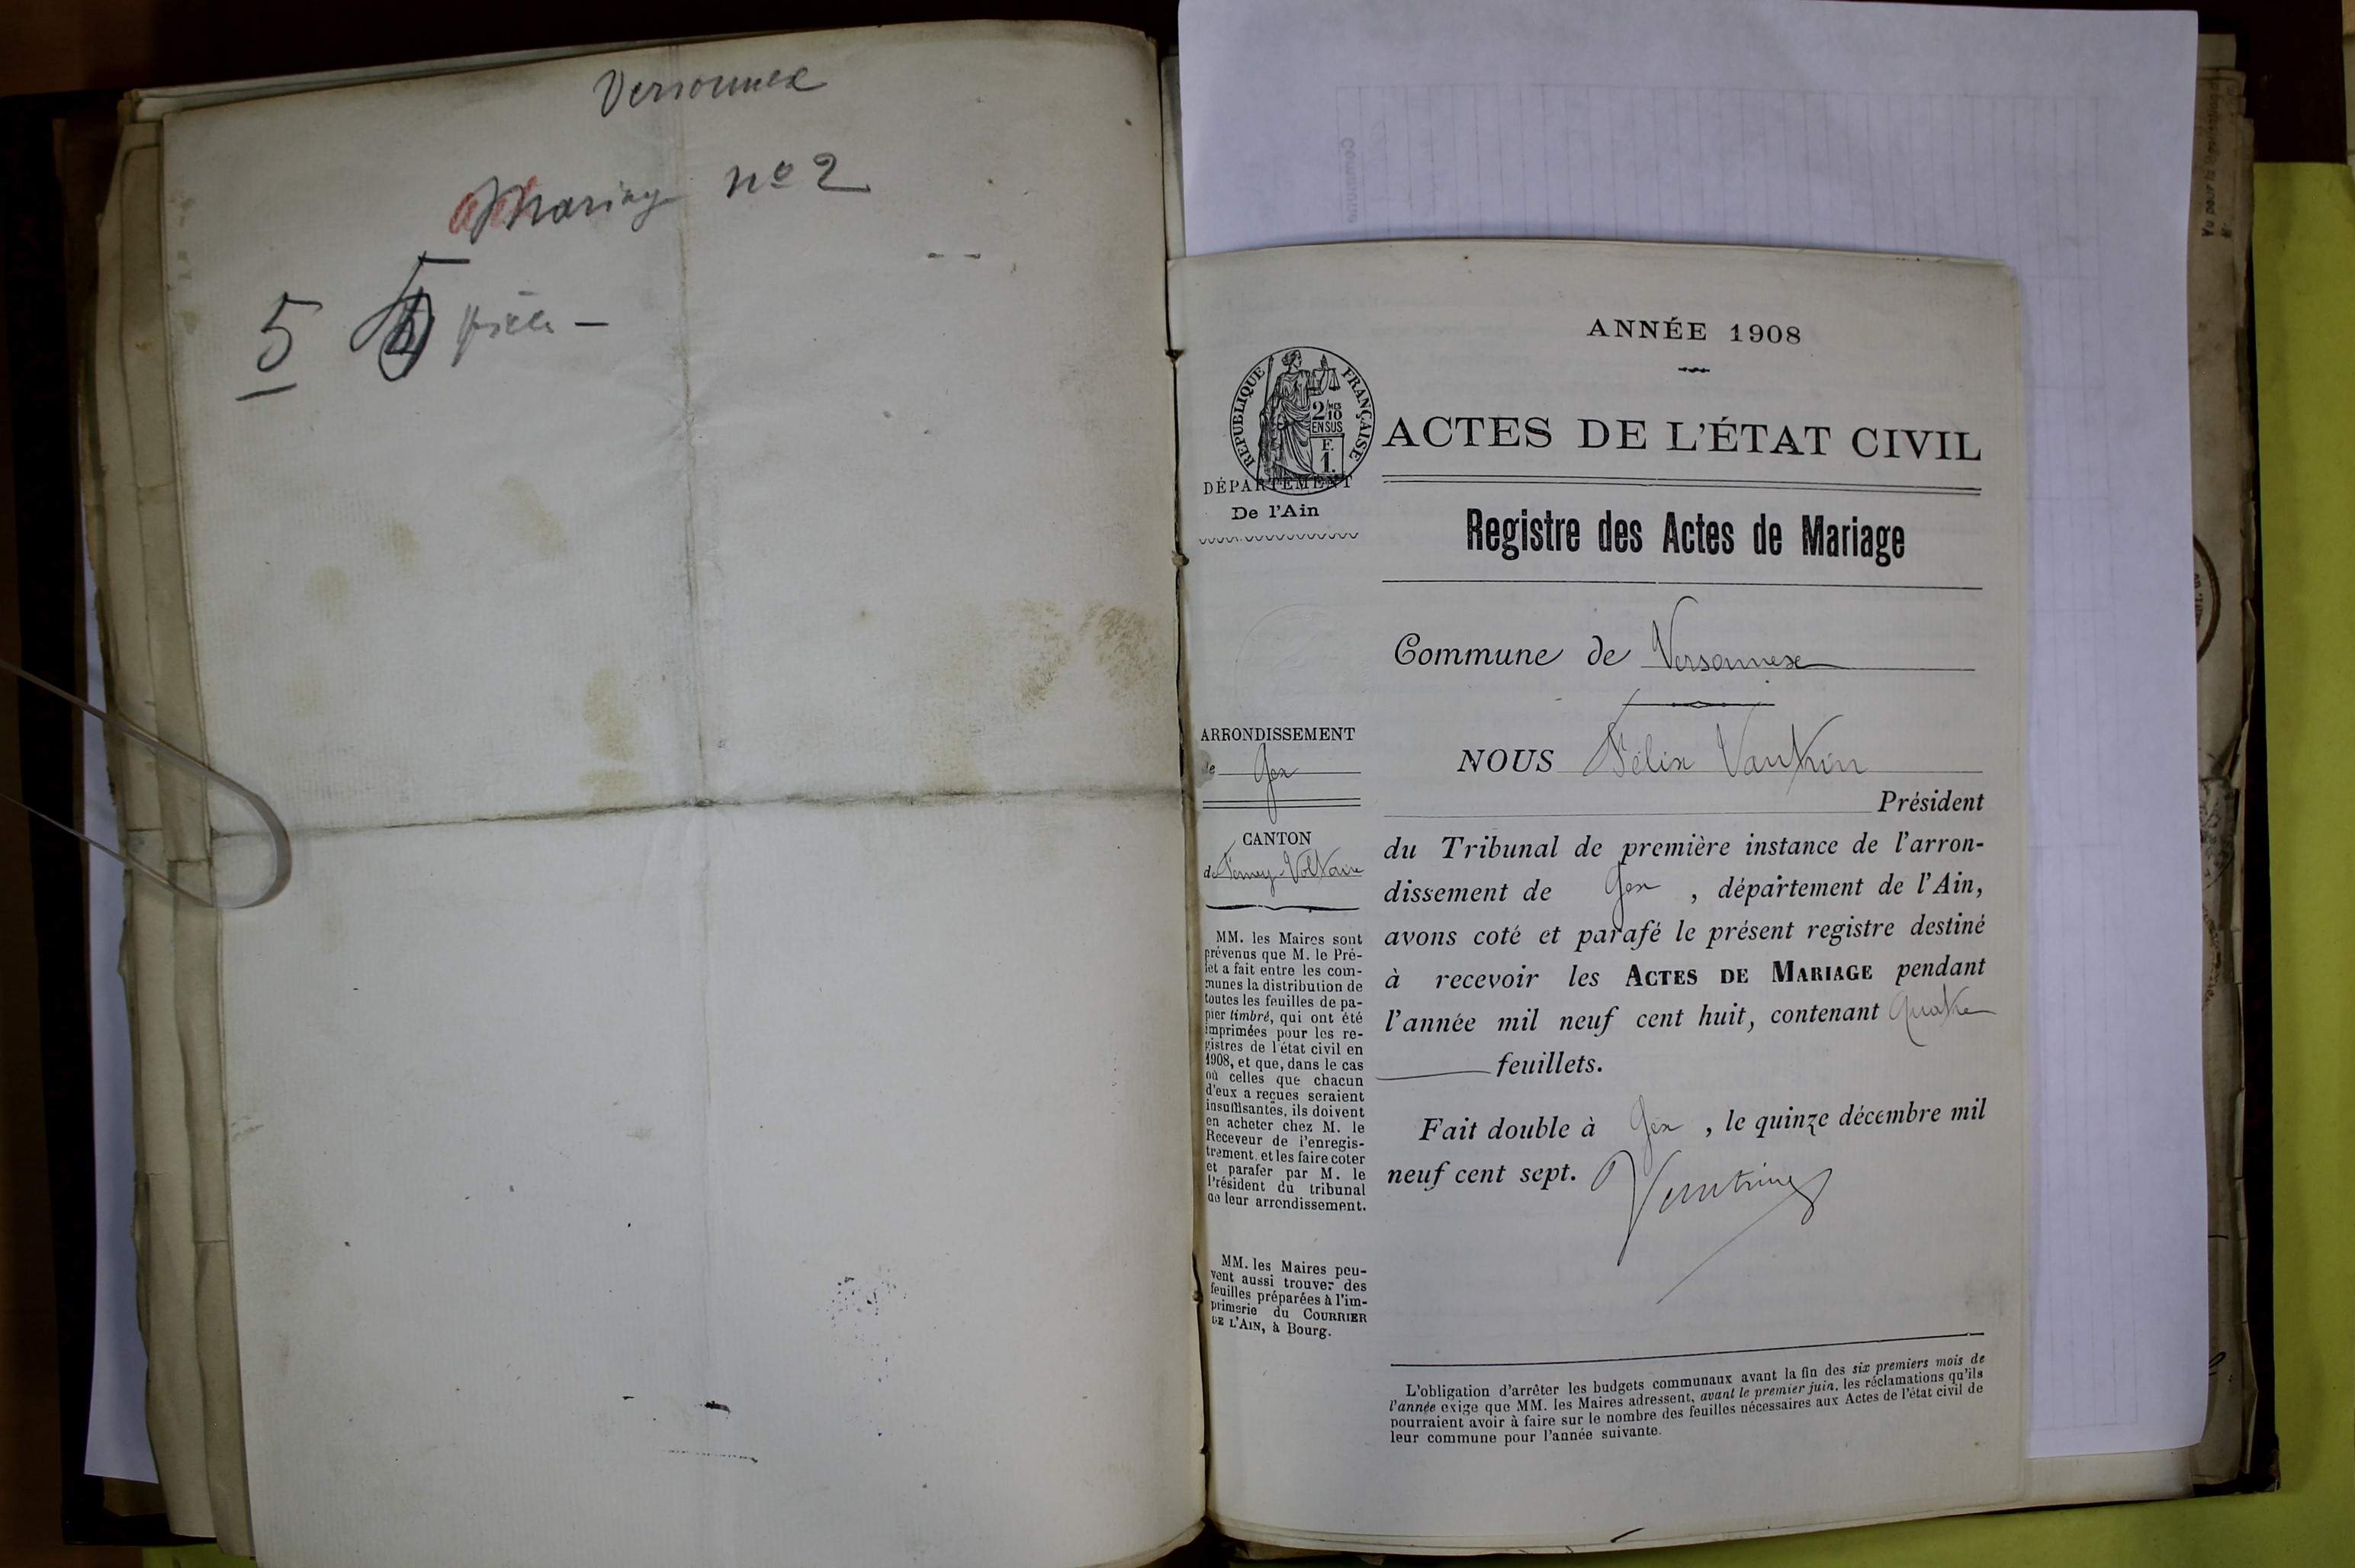 Versonnex
Mariag nº 2
5 5 pièces
ANNÉE 1908
RÉPUBLIQUE FRANÇAISE
2/10MES
EN SUS
F.
1.
ACTES DE L'ÉTAT CIVIL
DÉPARTEMENT
De l'Ain
Registre des Actes de Mariage
Commune de Versonnex
ARRONDISSEMENT
de Gex
CANTON
de Ferney-Voltaire
MM. les Maires sont
prévenus que M. le Pré-
fet a fait entre les com-
munes la distribution de
toutes les feuilles de pa-
pier timbré, qui ont été
imprimées pour les re-
gistres de l'état civil en
1908, et que, dans le cas
où celles que chacun
d'eux a reçues seraient
insuffisantes, ils doivent
en acheter chez M. le
Receveur de l'enregis-
trement, et les faire coter
et parafer par M. le
Président du tribunal
de leur arrondissement.
MM. les Maires peu-
vent aussi trouver des
feuilles préparées à l'im-
primerie du COURRIER
DE L'AIN, à Bourg.
NOUS Félix Vautrin
Président
du Tribunal de première instance de l'arron-
dissement de Gex, département de l'Ain,
avons coté et parafé le présent registre destiné
à recevoir les ACTES DE MARIAGE pendant
l'année mil neuf cent huit, contenant quatre
feuillets.
Fait double à Gex, le quinze décembre mil
neuf cent sept. Vautrin
L'obligation d'arrêter les budgets communaux avant la fin des six premiers mois de
l'année exige que MM. les Maires adressent, avant le premier juin, les réclamations qu'ils
pourraient avoir à faire sur le nombre des feuilles nécessaires aux Actes de l'état civil de
leur commune pour l'année suivante.
Commune